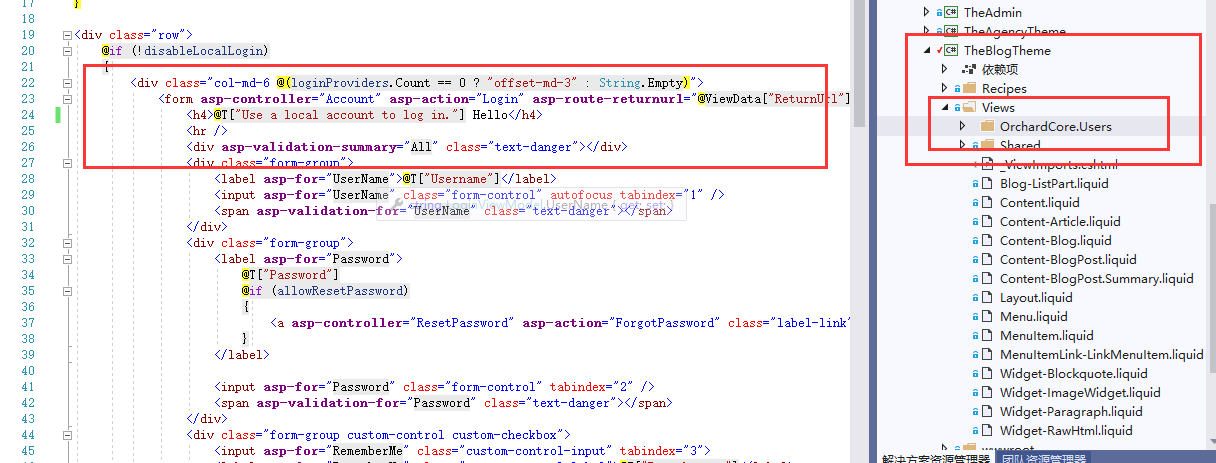 17 }
18
19 <div class="row">
20 @if (!disableLocalLogin)
21 {
22 <div class="col-md-6 @(loginProviders.Count == 0 ? "offset-md-3" : String.Empty)">
23 <form asp-controller="Account" asp-action="Login" asp-route-returnurl="@ViewData["ReturnUrl"]
24 <h4>@T["Use a local account to log in."] Hello</h4>
25 <hr />
26 <div asp-validation-summary="All" class="text-danger"></div>
27 <div class="form-group">
28 <label asp-for="UserName">@T["Username"]</label>
29 <input asp-for="UserName" class="form-control" autofocus tabindex="1" />
30 <span asp-validation-for="UserName" class="text-danger"></span>
31 </div>
32 <div class="form-group">
33 <label asp-for="Password">
34 @T["Password"]
35 @if (allowResetPassword)
36 {
37 <a asp-controller="ResetPassword" asp-action="ForgotPassword" class="label-link"
38 }
39 </label>
40
41 <input asp-for="Password" class="form-control" tabindex="2" />
42 <span asp-validation-for="Password" class="text-danger"></span>
43 </div>
44 <div class="form-group custom-control custom-checkbox">
45 <input asp-for="RememberMe" class="custom-control-input" tabindex="3">
46
TheAdmin
TheAgencyTheme
TheBlogTheme
依赖项
Recipes
Views
OrchardCore.Users
Shared
_ViewImports.cshtml
Blog-ListPart.liquid
Content.liquid
Content-Article.liquid
Content-Blog.liquid
Content-BlogPost.liquid
Content-BlogPost.Summary.liquid
Layout.liquid
Menu.liquid
MenuItem.liquid
MenuItemLink-LinkMenuItem.liquid
Widget-Blockquote.liquid
Widget-ImageWidget.liquid
Widget-Paragraph.liquid
Widget-RawHtml.liquid
wwwroot
解决方案资源管理器 团队资源管理器